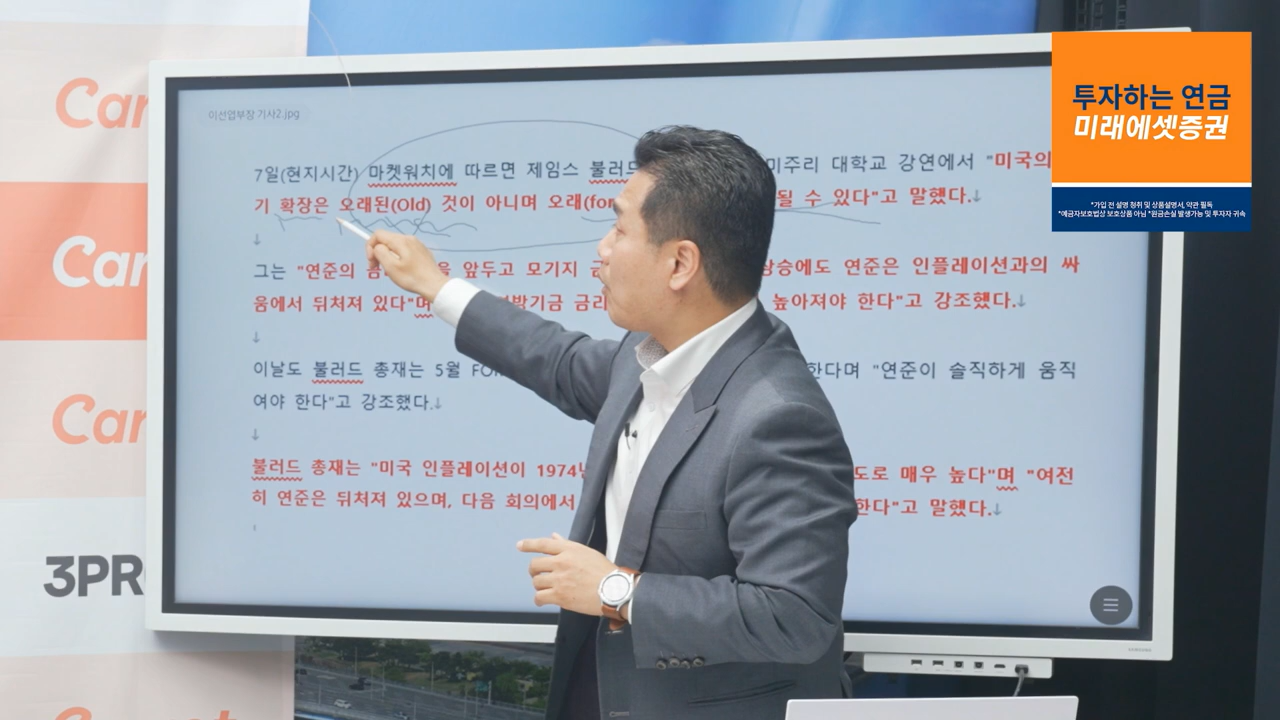 투자하는 연금
미래에셋증권
*가입 전 설명 청취 및 상품설명서, 약관 필독
*예금자보호법상 보호상품 아님 *원금손실 발생가능 및 투자자 귀속
이선엽부장 기사2.jpg
7일(현지시간) 마켓워치에 따르면 제임스 불러드 미주리 대학교 강연에서 "미국의
기 확장은 오래된(Old) 것이 아니며 오래(for 될 수 있다"고 말했다.↓
↓
그는 "연준의 앞두고 모기지 상승에도 연준은 인플레이션과의 싸
움에서 뒤처져 있다"며 금리 높아져야 한다"고 강조했다.↓
↓
이날도 불러드 총재는 5월 한다며 "연준이 솔직하게 움직
여야 한다"고 강조했다.↓
↓
불러드 총재는 "미국 인플레이션이 1974년 도로 매우 높다"며 "여전
히 연준은 뒤처져 있으며, 다음 회의에서 한다"고 말했다.↓
Car
Car
Car
3PR
SAMSUNG